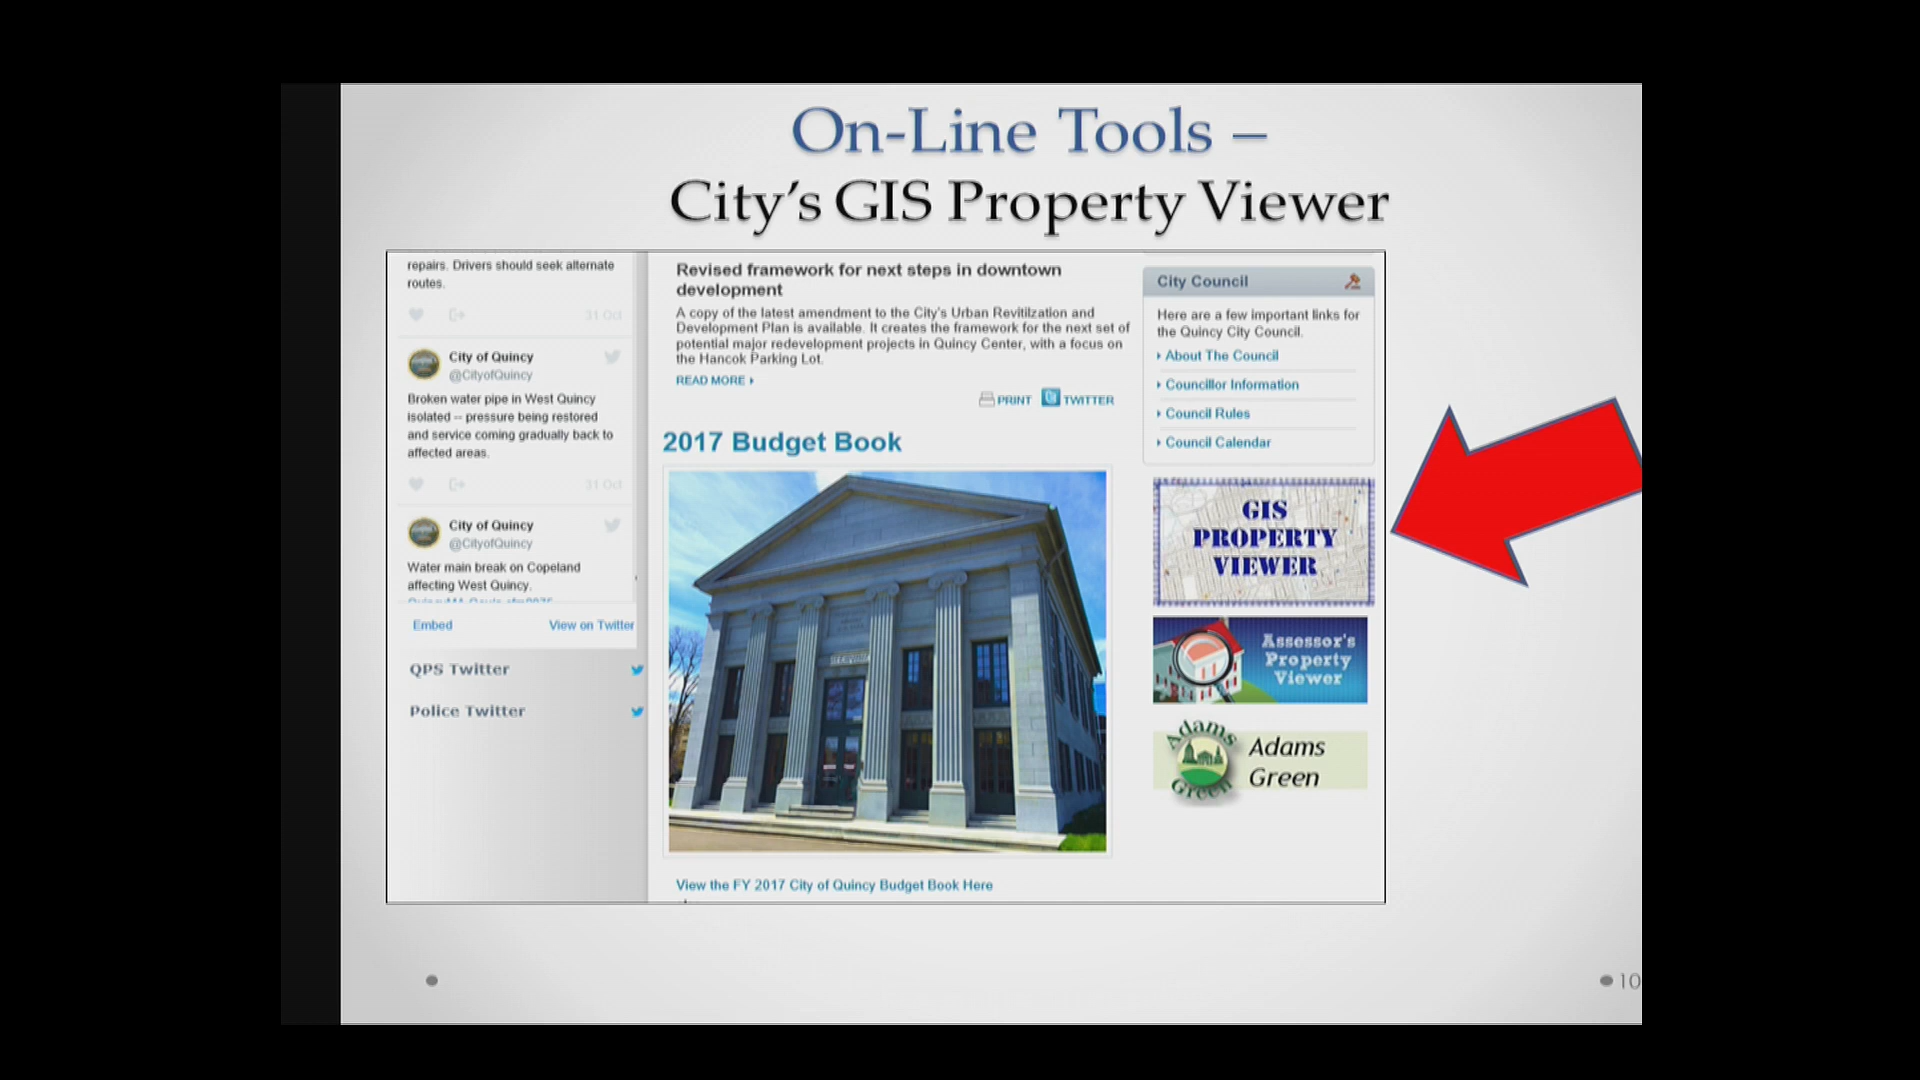 On-Line Tools –
City's GIS Property Viewer
repairs. Drivers should seek alternate
routes.
31 Oct
City of Quincy
@CityofQuincy
Broken water pipe in West Quincy
isolated -- pressure being restored
and service coming gradually back to
affected areas.
31 Oct
City of Quincy
@CityofQuincy
Water main break on Copeland
affecting West Quincy.
Embed
View on Twitter
QPS Twitter
Police Twitter
Revised framework for next steps in downtown
development
A copy of the latest amendment to the City's Urban Revitilzation and
Development Plan is available. It creates the framework for the next set of
potential major redevelopment projects in Quincy Center, with a focus on
the Hancok Parking Lot.
READ MORE
PRINT
TWITTER
2017 Budget Book
View the FY 2017 City of Quincy Budget Book Here
City Council
Here are a few important links for
the Quincy City Council.
About The Council
Councillor Information
Council Rules
Council Calendar
GIS
PROPERTY
VIEWER
Assessor's
Property
Viewer
Adams
Green
Adams
Green
10